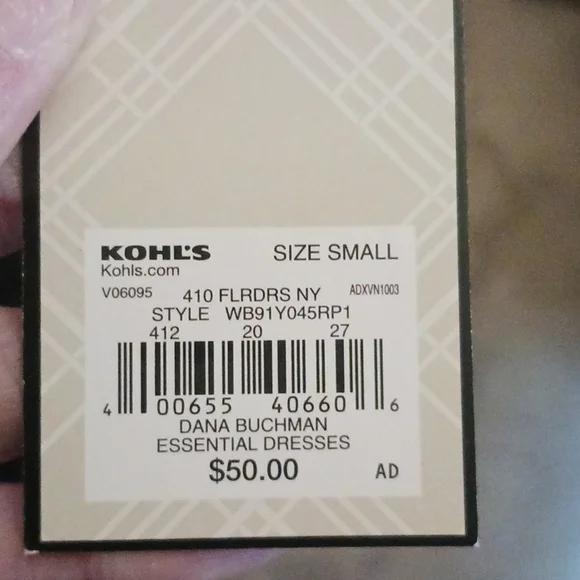 KOHL'S SIZE SMALL
Kohls.com
V06095 410 FLRDRS NY ADXVN1003
STYLE WB91Y045RP1
412 20 27
4 00655 40660 6
DANA BUCHMAN
ESSENTIAL DRESSES
$50.00 AD